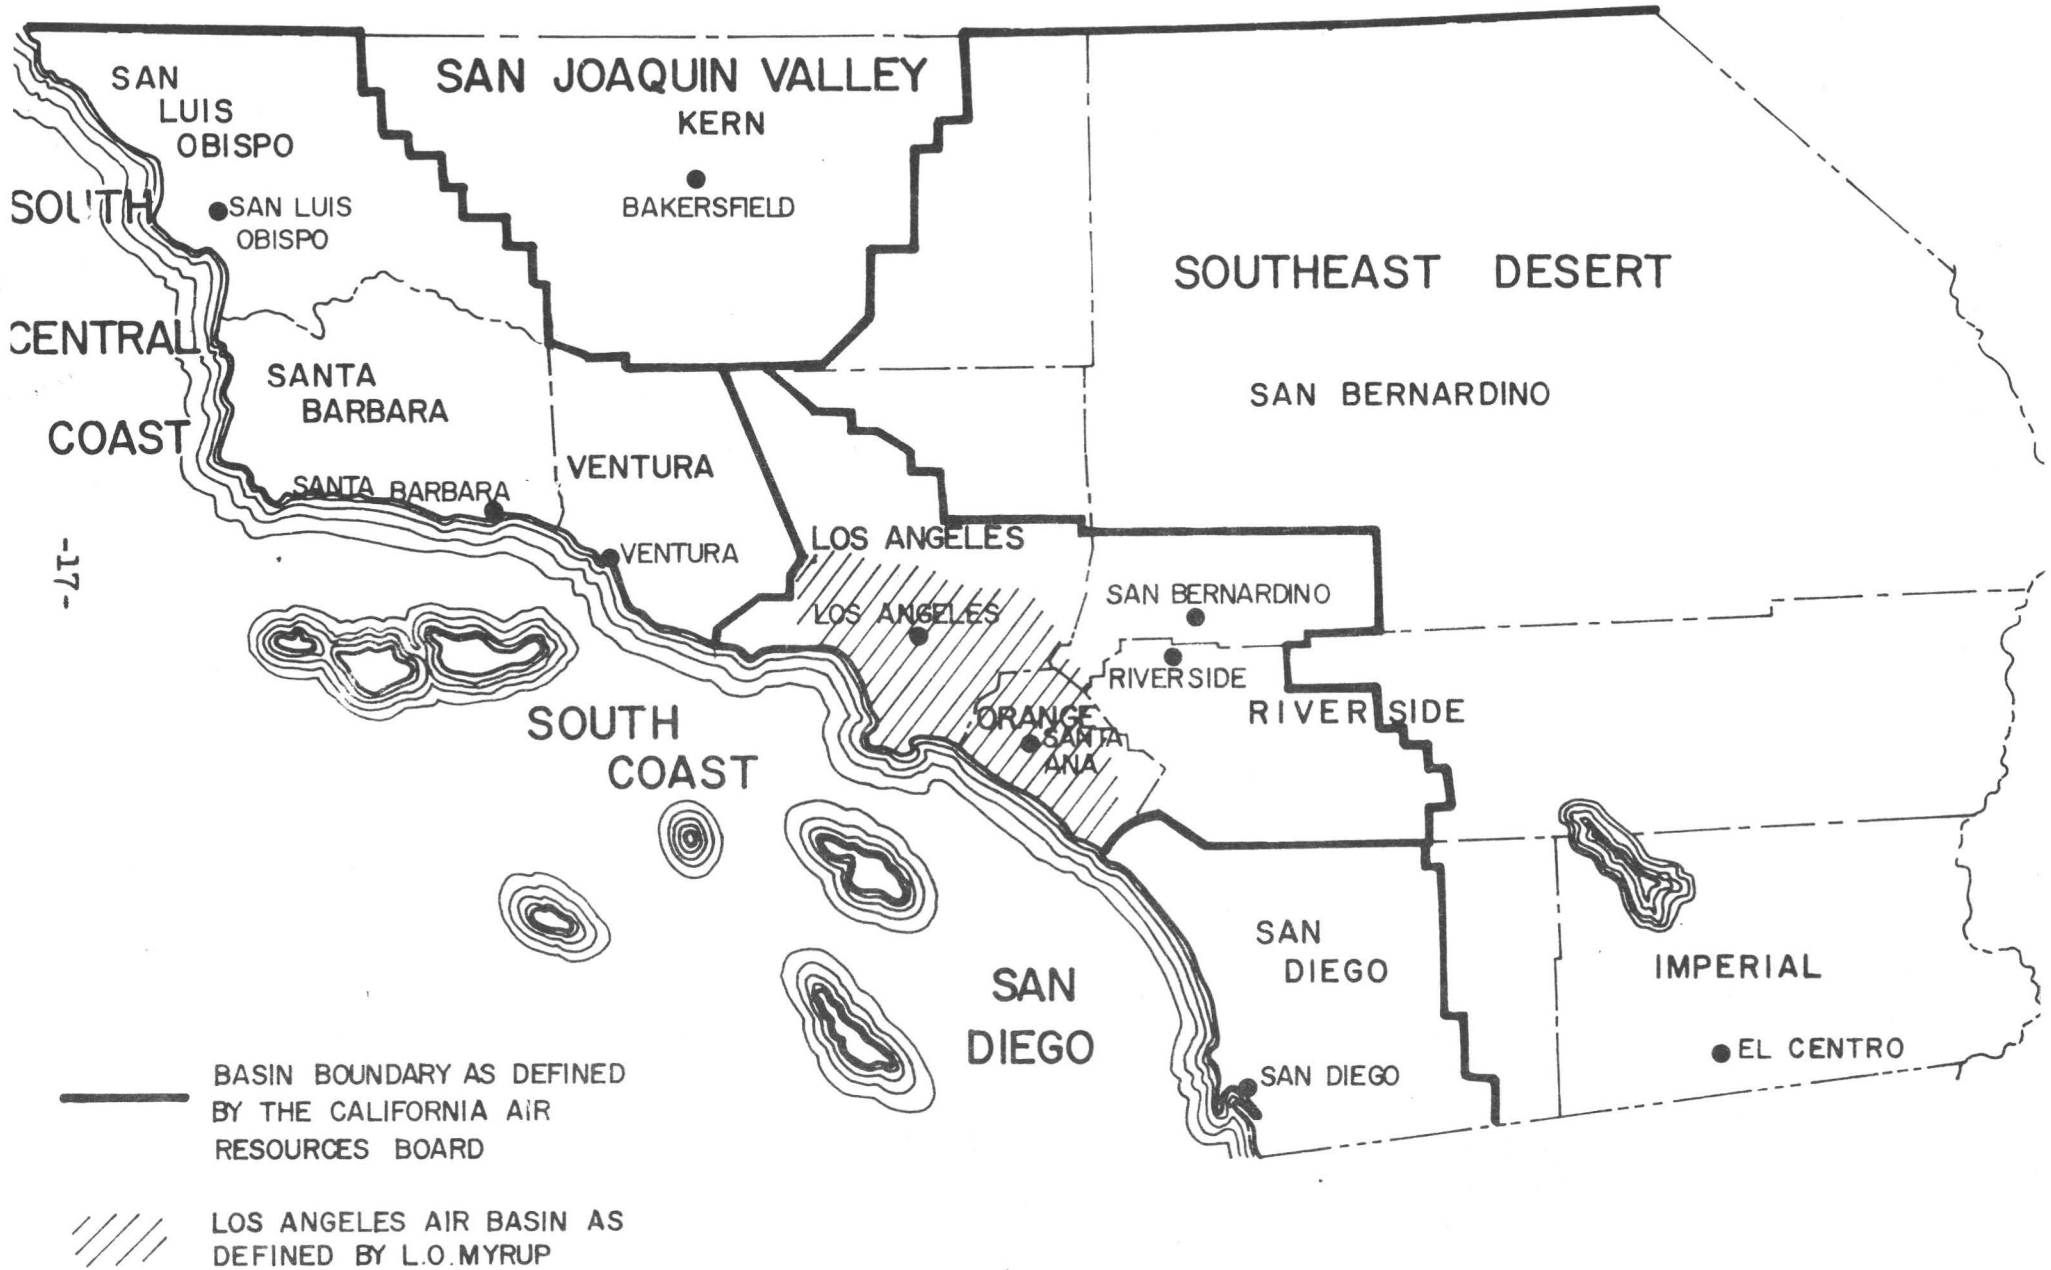 SAN JOAQUIN VALLEY
KERN
BAKERSFIELD
SAN
LUIS
OBISPO
SAN LUIS
OBISPO
SOUTH
CENTRAL
COAST
SANTA
BARBARA
SANTA BARBARA
VENTURA
VENTURA
SOUTHEAST DESERT
SAN BERNARDINO
LOS ANGELES
LOS ANGELES
SAN BERNARDINO
RIVERSIDE
RIVERSIDE
ORANGE
SANTA
ANA
SOUTH
COAST
SAN
DIEGO
SAN
DIEGO
SAN DIEGO
IMPERIAL
EL CENTRO
-17-
BASIN BOUNDARY AS DEFINED
BY THE CALIFORNIA AIR
RESOURCES BOARD
LOS ANGELES AIR BASIN AS
DEFINED BY L.O.MYRUP